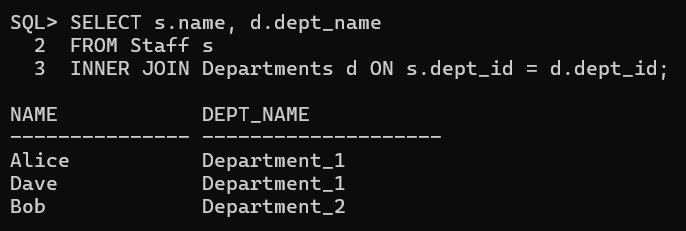 SQL> SELECT s.name, d.dept_name
  2  FROM Staff s
  3  INNER JOIN Departments d ON s.dept_id = d.dept_id;

NAME            DEPT_NAME
--------------- --------------------
Alice           Department_1
Dave            Department_1
Bob             Department_2